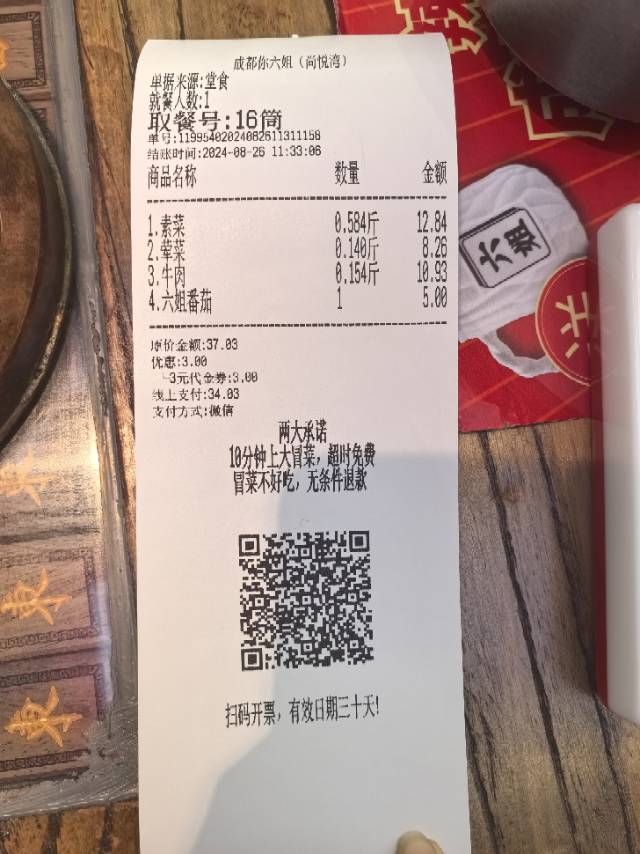 成都你六姐（尚悦湾）
单据来源:堂食
就餐人数:1
取餐号:16筒
单号:1199540202408261131115​8
结账时间:2024-08-26 11:33:06
商品名称 数量 金额
1.素菜 0.584斤 12.84
2.荤菜 0.140斤 8.26
3.牛肉 0.154斤 10.93
4.六姐番茄 1 5.00
原价金额:37.03
优惠:3.00
└3元代金券:3.00
线上支付:34.03
支付方式:微信
两大承诺
10分钟上大冒菜，超时免费
冒菜不好吃，无条件退款
扫码开票，有效日期三十天!
六姐
東
東